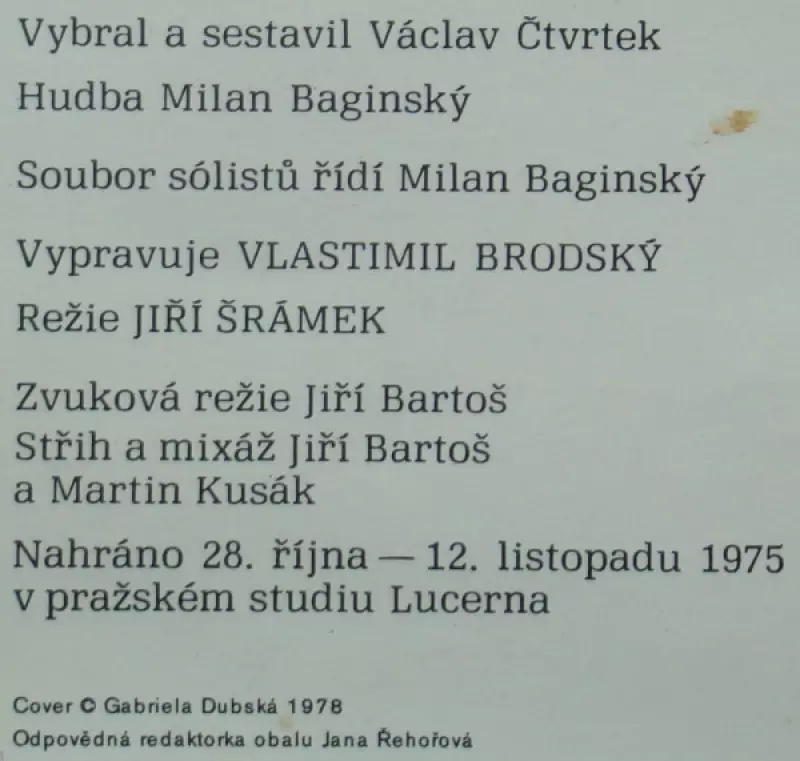 Vybral a sestavil Václav Čtvrtek
Hudba Milan Baginský
Soubor sólistů řídí Milan Baginský
Vypravuje VLASTIMIL BRODSKÝ
Režie JIŘÍ ŠRÁMEK
Zvuková režie Jiří Bartoš
Střih a mixáž Jiří Bartoš
a Martin Kusák
Nahráno 28. října — 12. listopadu 1975
v pražském studiu Lucerna
Cover © Gabriela Dubská 1978
Odpovědná redaktorka obalu Jana Řehořová